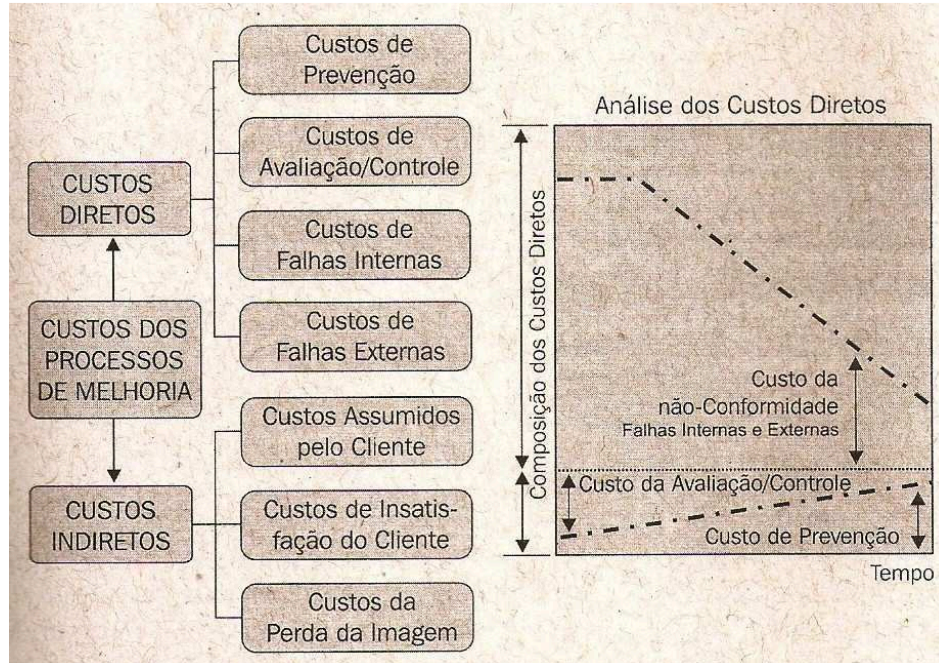 Custos de
Prevenção
Custos de
Avaliação/Controle
CUSTOS
DIRETOS
Custos de
Falhas Internas
CUSTOS DOS
PROCESSOS
DE MELHORIA
Custos de
Falhas Externas
Custos Assumidos
pelo Cliente
CUSTOS
INDIRETOS
Custos de Insatis-
fação do Cliente
Custos da
Perda da Imagem
Análise dos Custos Diretos
Composição dos Custos Diretos
Custo da
não-Conformidade
Falhas Internas e Externas
Custo da Avaliação/Controle
Custo de Prevenção
Tempo